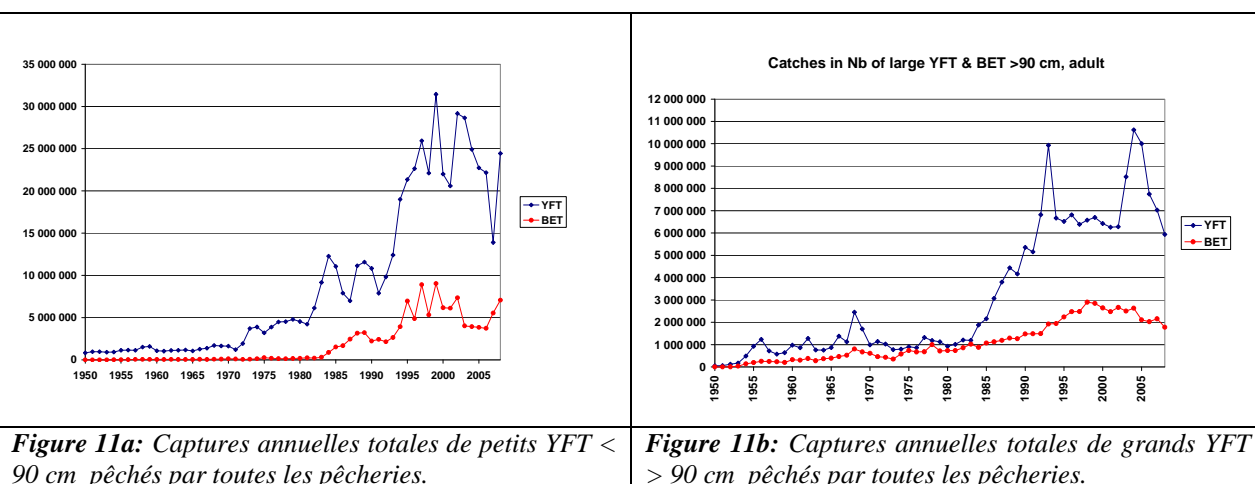 35 000 000
30 000 000
25 000 000
20 000 000
15 000 000
10 000 000
5 000 000
0
1950 1955 1960 1965 1970 1975 1980 1985 1990 1995 2000 2005
YFT
BET
Figure 11a: Captures annuelles totales de petits YFT <
90 cm pêchés par toutes les pêcheries.
Catches in Nb of large YFT & BET >90 cm, adult
12 000 000
11 000 000
10 000 000
9 000 000
8 000 000
7 000 000
6 000 000
5 000 000
4 000 000
3 000 000
2 000 000
1 000 000
0
1950 1955 1960 1965 1970 1975 1980 1985 1990 1995 2000 2005
YFT
BET
Figure 11b: Captures annuelles totales de grands YFT
> 90 cm pêchés par toutes les pêcheries.